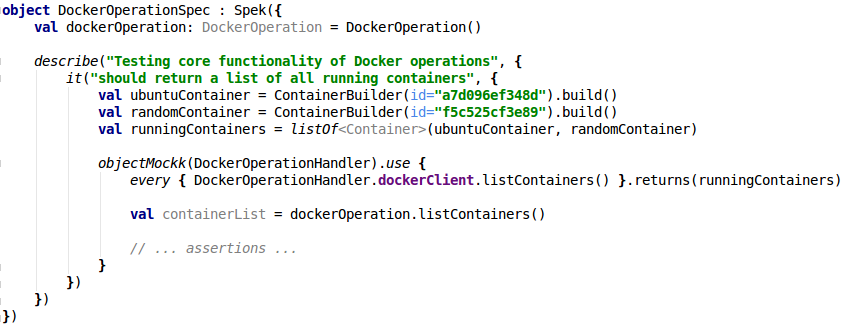 object DockerOperationSpec : Spek({
val dockerOperation: DockerOperation = DockerOperation()
describe("Testing core functionality of Docker operations", {
it("should return a list of all running containers", {
val ubuntuContainer = ContainerBuilder(id="a7d096ef348d").build()
val randomContainer = ContainerBuilder(id="f5c525cf3e89").build()
val runningContainers = listOf<Container>(ubuntuContainer, randomContainer)
objectMockk(DockerOperationHandler).use {
every { DockerOperationHandler.dockerClient.listContainers() }.returns(runningContainers)
val containerList = dockerOperation.listContainers()
// ... assertions ...
}
})
})
})